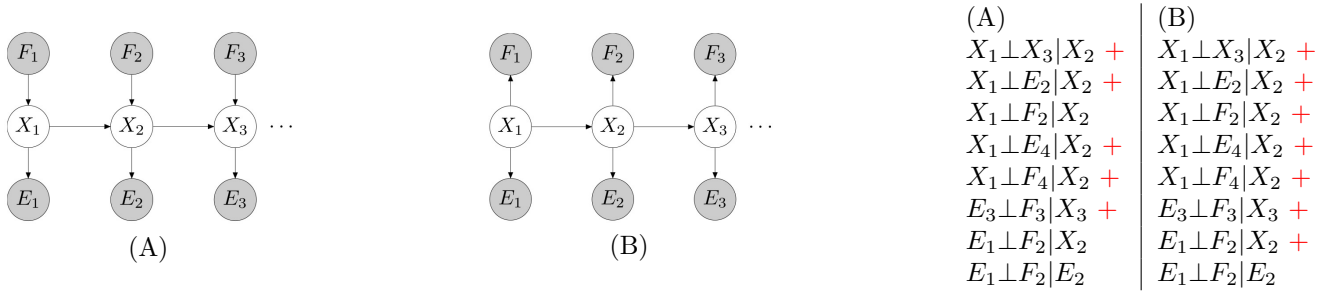 F₁ F₂ F₃
X₁ X₂ X₃ ···
E₁ E₂ E₃
(A)
F₁ F₂ F₃
X₁ X₂ X₃ ···
E₁ E₂ E₃
(B)
(A) (B)
X₁⊥X₃|X₂ + X₁⊥X₃|X₂ +
X₁⊥E₂|X₂ + X₁⊥E₂|X₂ +
X₁⊥F₂|X₂ X₁⊥F₂|X₂ +
X₁⊥E₄|X₂ + X₁⊥E₄|X₂ +
X₁⊥F₄|X₂ + X₁⊥F₄|X₂ +
E₃⊥F₃|X₃ + E₃⊥F₃|X₃ +
E₁⊥F₂|X₂ E₁⊥F₂|X₂ +
E₁⊥F₂|E₂ E₁⊥F₂|E₂